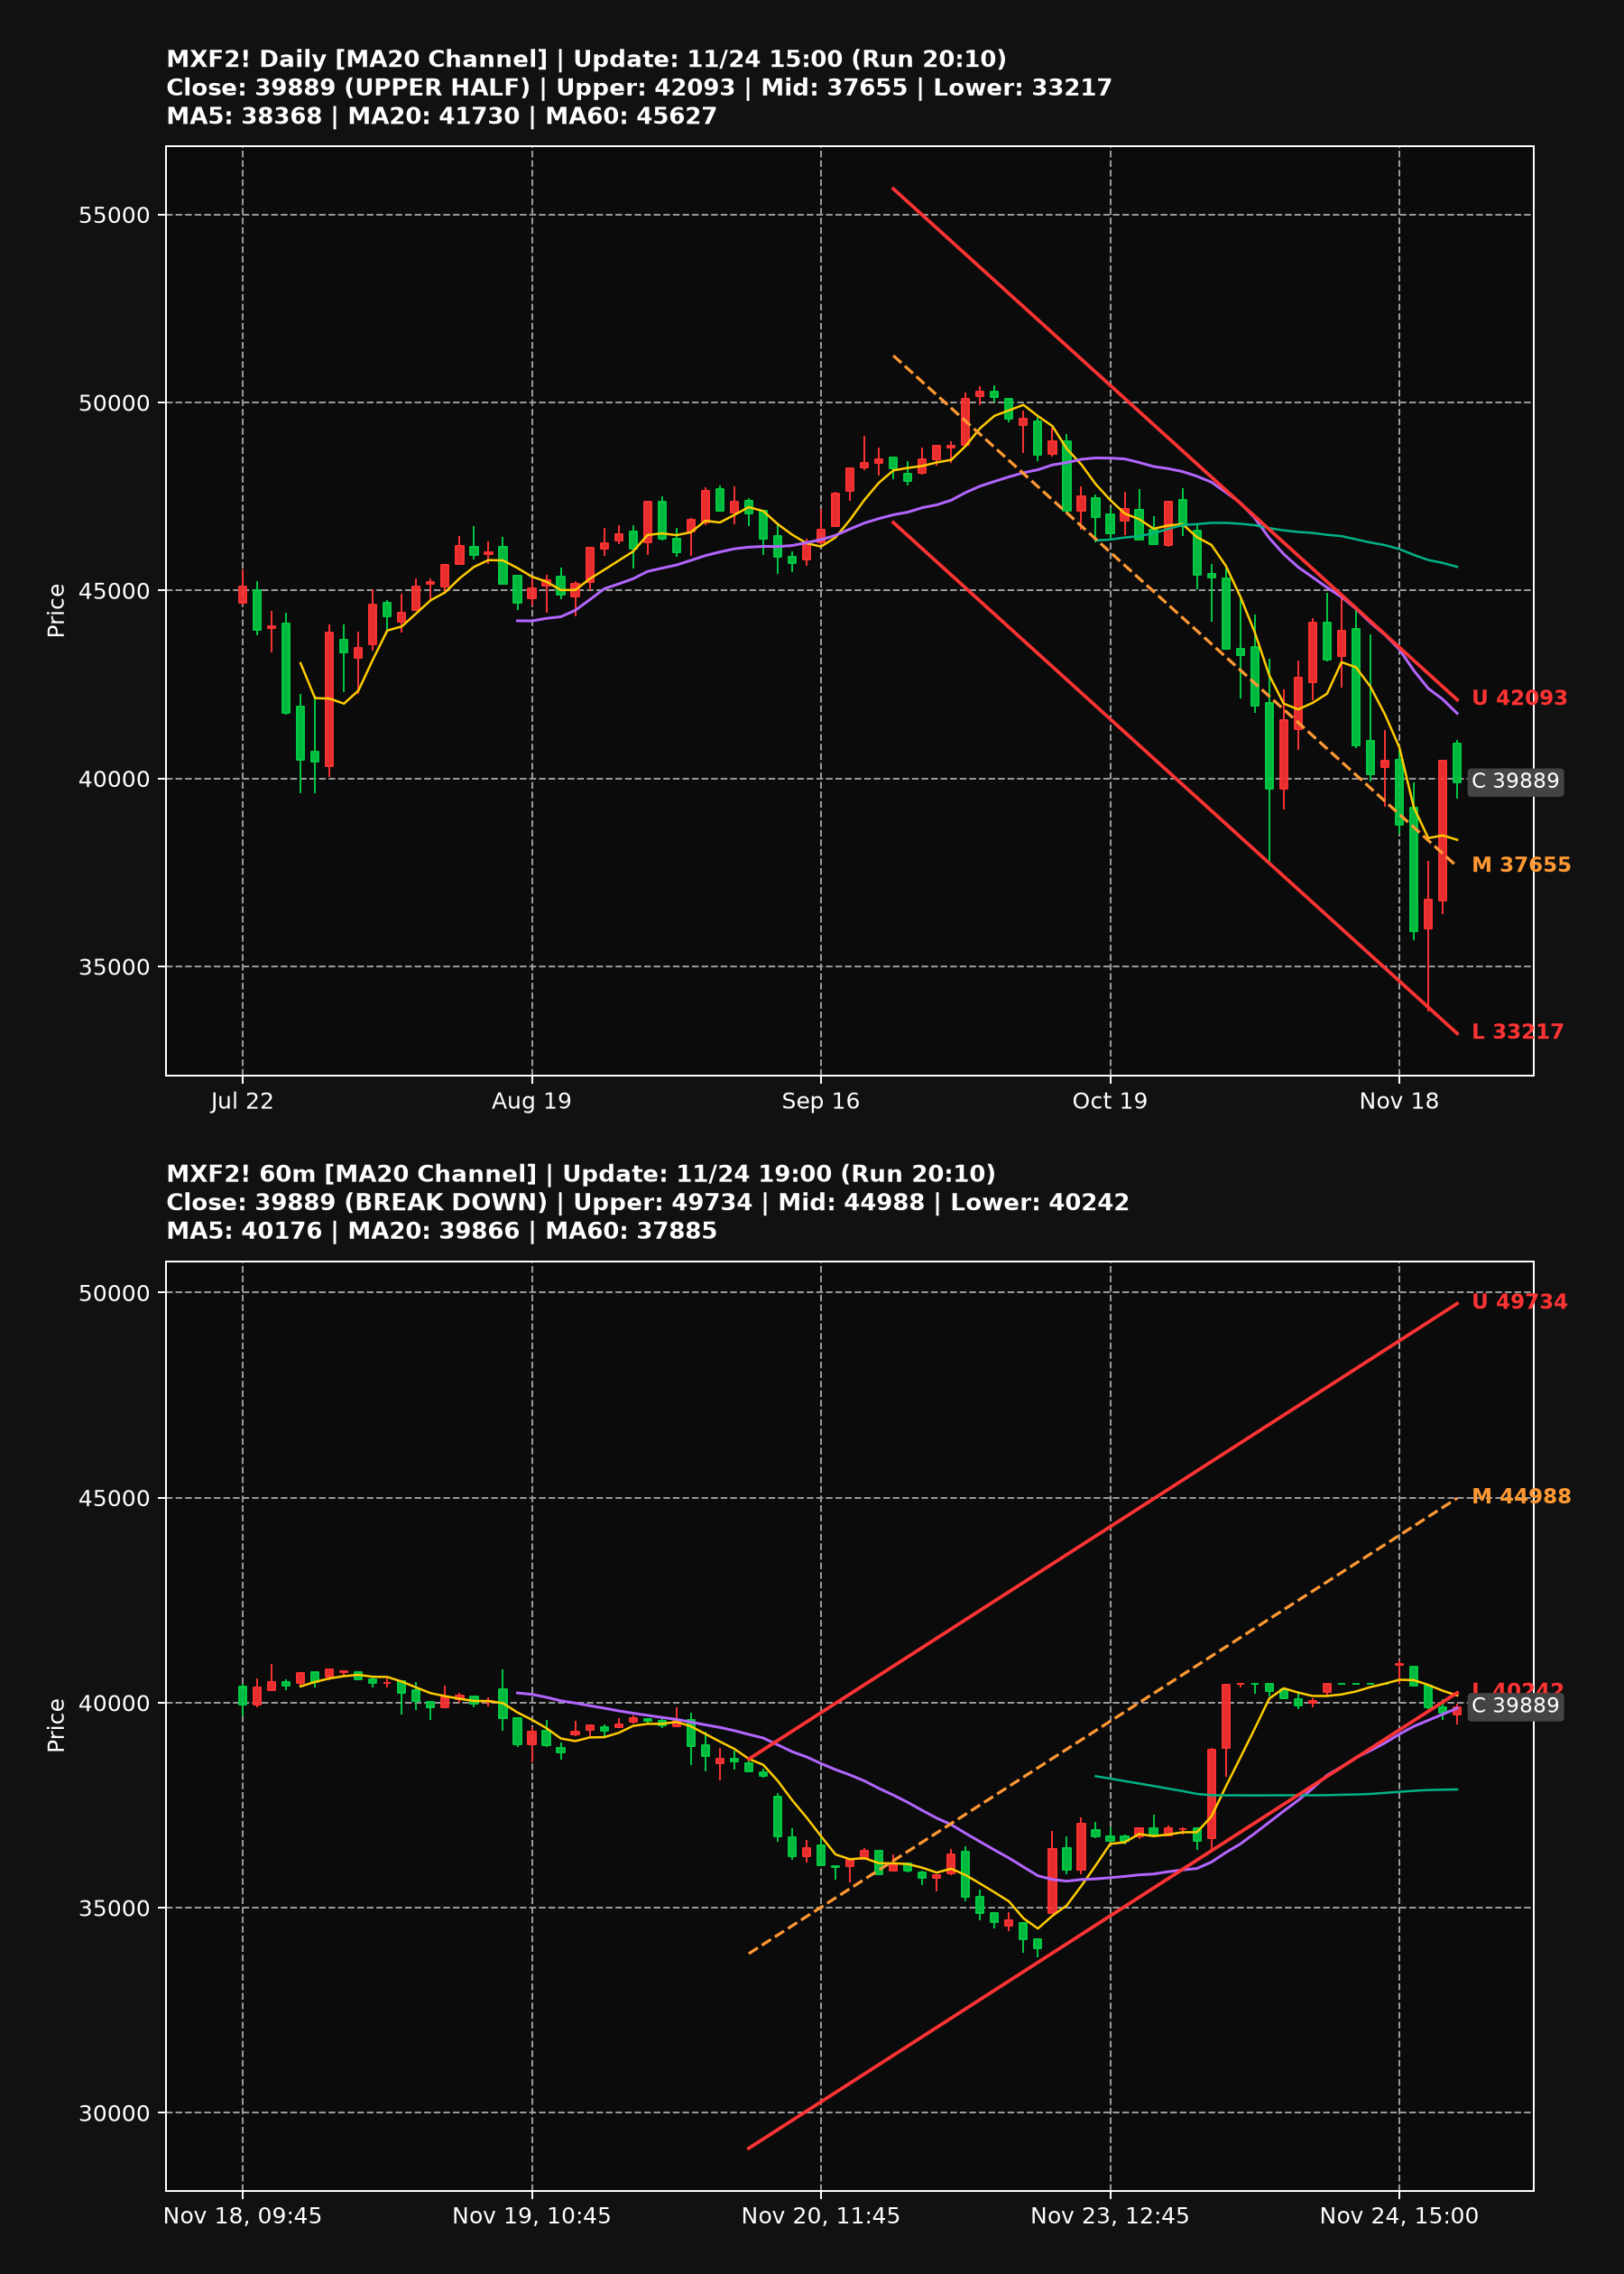 MXF2! Daily [MA20 Channel] | Update: 11/24 15:00 (Run 20:10)
Close: 39889 (UPPER HALF) | Upper: 42093 | Mid: 37655 | Lower: 33217
MA5: 38368 | MA20: 41730 | MA60: 45627
55000
50000
45000
40000
35000
Price
U 42093
C 39889
M 37655
L 33217
Jul 22
Aug 19
Sep 16
Oct 19
Nov 18
MXF2! 60m [MA20 Channel] | Update: 11/24 19:00 (Run 20:10)
Close: 39889 (BREAK DOWN) | Upper: 49734 | Mid: 44988 | Lower: 40242
MA5: 40176 | MA20: 39866 | MA60: 37885
50000
45000
40000
35000
30000
Price
U 49734
M 44988
L 40242
C 39889
Nov 18, 09:45
Nov 19, 10:45
Nov 20, 11:45
Nov 23, 12:45
Nov 24, 15:00